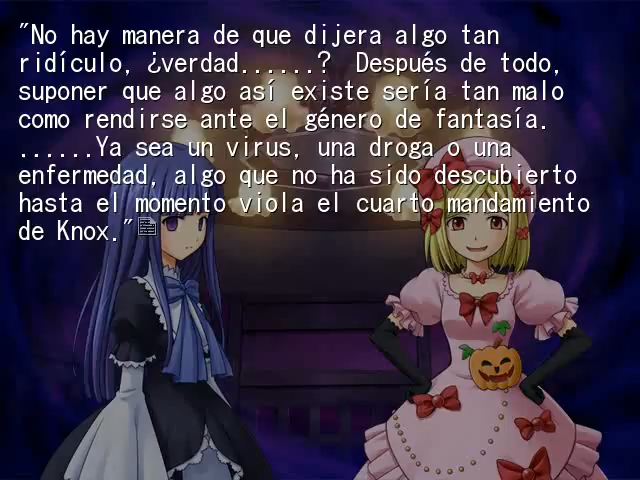 "No hay manera de que dijera algo tan
ridículo, ¿verdad......?  Después de todo,
suponer que algo así existe sería tan malo
como rendirse ante el género de fantasía.
......Ya sea un virus, una droga o una
enfermedad, algo que no ha sido descubierto
hasta el momento viola el cuarto mandamiento
de Knox."